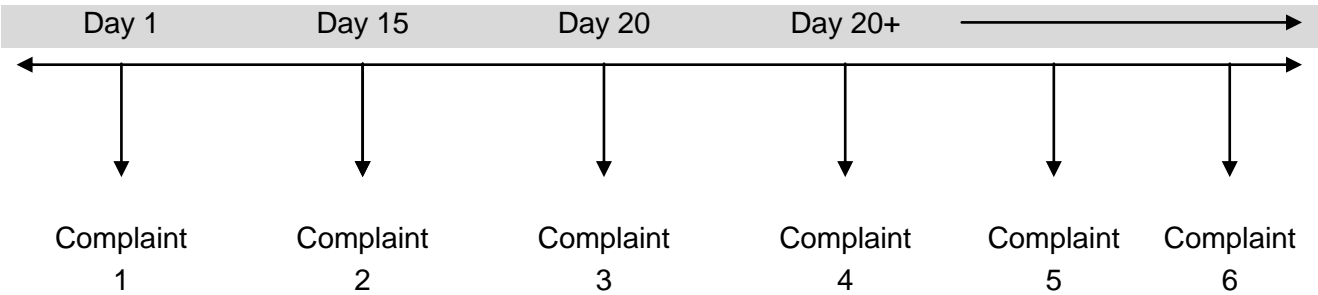 Day 1 Day 15 Day 20 Day 20+
Complaint Complaint Complaint Complaint Complaint Complaint
1 2 3 4 5 6